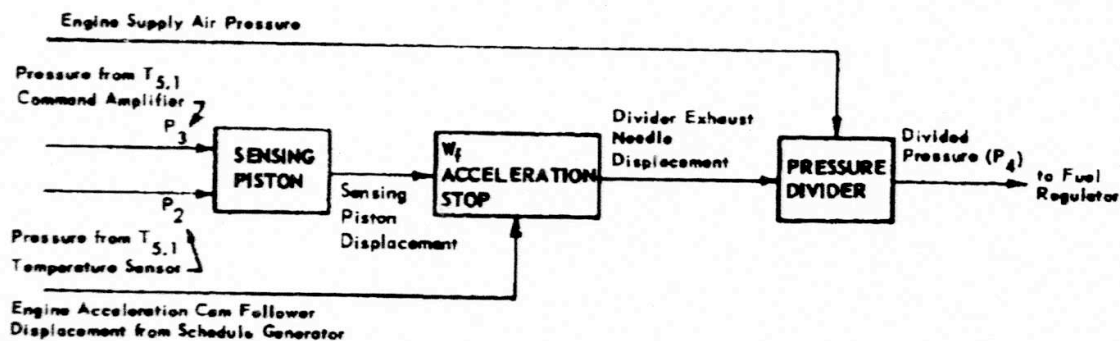 Engine Supply Air Pressure
Pressure from T5.1
Command Amplifier
P3
SENSING
PISTON
P2
Pressure from T5.1
Temperature Sensor
Sensing
Piston
Displacement
Wf
ACCELERATION
STOP
Engine Acceleration Cam Follower
Displacement from Schedule Generator
Divider Exhaust
Needle
Displacement
PRESSURE
DIVIDER
Divided
Pressure (P4)
to Fuel
Regulator